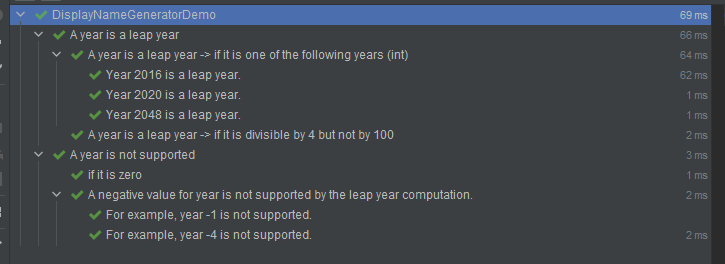 DisplayNameGeneratorDemo 69 ms
A year is a leap year 66 ms
A year is a leap year -> if it is one of the following years (int) 64 ms
Year 2016 is a leap year. 62 ms
Year 2020 is a leap year. 1 ms
Year 2048 is a leap year. 1 ms
A year is a leap year -> if it is divisible by 4 but not by 100 2 ms
A year is not supported 3 ms
if it is zero 1 ms
A negative value for year is not supported by the leap year computation. 2 ms
For example, year -1 is not supported.
For example, year -4 is not supported. 2 ms